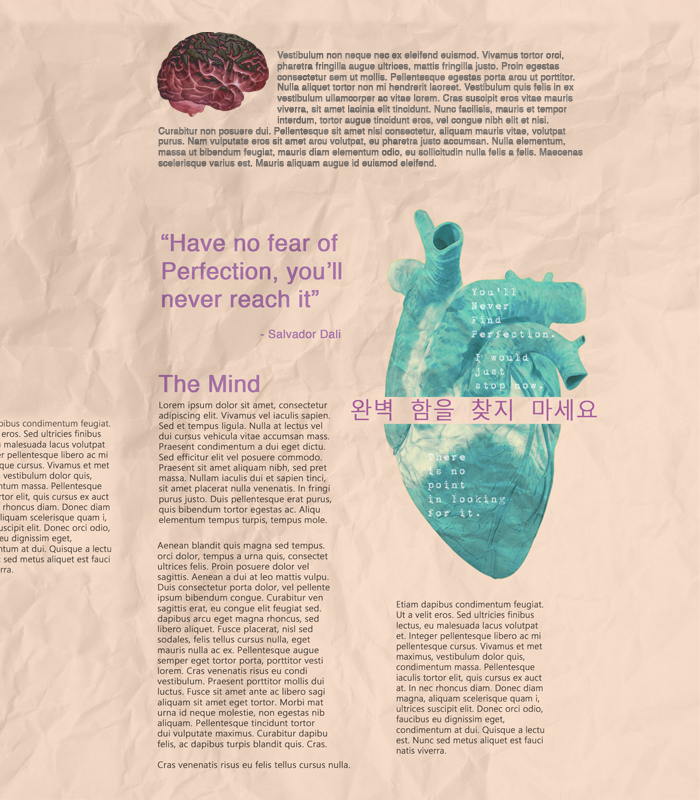 Vestibulum non neque nec ex eleifend euismod. Vivamus tortor orci,
pharetra fringilla augue ultrices, mattis fringilla justo. Proin egestas
consectetur sem ut mollis. Pellentesque egestas porta arcu ut porttitor.
Nulla aliquet tortor non mi hendrerit laoreet. Vestibulum quis felis in ex
vestibulum ullamcorper ac vitae lorem. Cras suscipit eros vitae mauris
viverra, sit amet lacinia elit tincidunt. Nunc facilisis, mauris et tempor
interdum, tortor augue tincidunt eros, vel congue nibh elit et nisi.
Curabitur non posuere dui. Pellentesque sit amet nisl consectetur, aliquam mauris vitae, volutpat
purus. Nam vulputate eros sit amet arcu volutpat, eu pharetra justo accumsan. Nulla elementum,
massa ut bibendum feugiat, mauris diam elementum odio, eu sollicitudin nulla felis a felis. Maecenas
scelerisque varius est. Mauris aliquam augue id euismod eleifend.
“Have no fear of
Perfection, you’ll
never reach it”
- Salvador Dali
The Mind
Lorem ipsum dolor sit amet, consectetur
adipiscing elit. Vivamus vel iaculis sapien.
Sed et tempus ligula. Nulla at lectus vel
dui cursus vehicula vitae accumsan mass.
Praesent condimentum a dui eget dictu.
Sed efficitur elit vel posuere commodo.
Praesent sit amet aliquam nibh, sed pret
massa. Nullam iaculis dui et sapien tinci,
sit amet placerat nulla venenatis. In fringi
purus justo. Duis pellentesque erat purus,
quis bibendum tortor egestas ac. Aliqu
elementum tempus turpis, tempus mole.
Aenean blandit quis magna sed tempus.
orci dolor, tempus a urna quis, consectet
ultrices felis. Proin posuere dolor vel
sagittis. Aenean a dui at leo mattis vulpu.
Duis consectetur porta dolor, vel pellente
ipsum bibendum congue. Curabitur ven
sagittis erat, eu congue elit feugiat sed.
dapibus arcu eget magna rhoncus, sed
libero aliquet. Fusce placerat, nisl sed
sodales, felis tellus cursus nulla, eget
mauris nulla ac ex. Pellentesque augue
semper eget tortor porta, porttitor vesti
lorem. Cras venenatis risus eu condi
vestibulum. Praesent porttitor mollis dui
luctus. Fusce sit amet ante ac libero sagi
aliquam sit amet eget tortor. Morbi mat
urna id neque molestie, non egestas nib
aliquam. Pellentesque tincidunt tortor
dui vulputate maximus. Curabitur dapibu
felis, ac dapibus turpis blandit quis. Cras.
Cras venenatis risus eu felis tellus cursus nulla.
You'll
Never
Find
Perfection.
I would
just
stop now.
완벽 함을 찾지 마세요
There
is no
point
in looking
for it.
Etiam dapibus condimentum feugiat.
Ut a velit eros. Sed ultricies finibus
lectus, eu malesuada lacus volutpat
et. Integer pellentesque libero ac mi
pellentesque cursus. Vivamus et met
maximus, vestibulum dolor quis,
condimentum massa. Pellentesque
iaculis tortor elit, quis cursus ex auct
at. In nec rhoncus diam. Donec diam
magna, aliquam scelerisque quam i,
ultrices suscipit elit. Donec orci odio,
faucibus eu dignissim eget,
condimentum at dui. Quisque a lectu
est. Nunc sed metus aliquet est fauci
natis viverra.
pibus condimentum feugiat.
eros. Sed ultricies finibus
malesuada lacus volutpat
er pellentesque libero ac mi
que cursus. Vivamus et met
vestibulum dolor quis,
ntum massa. Pellentesque
rtor elit, quis cursus ex auct
rhoncus diam. Donec diam
liquam scelerisque quam i,
uscipit elit. Donec orci odio,
eu dignissim eget,
ntum at dui. Quisque a lectu
sed metus aliquet est fauci
rra.